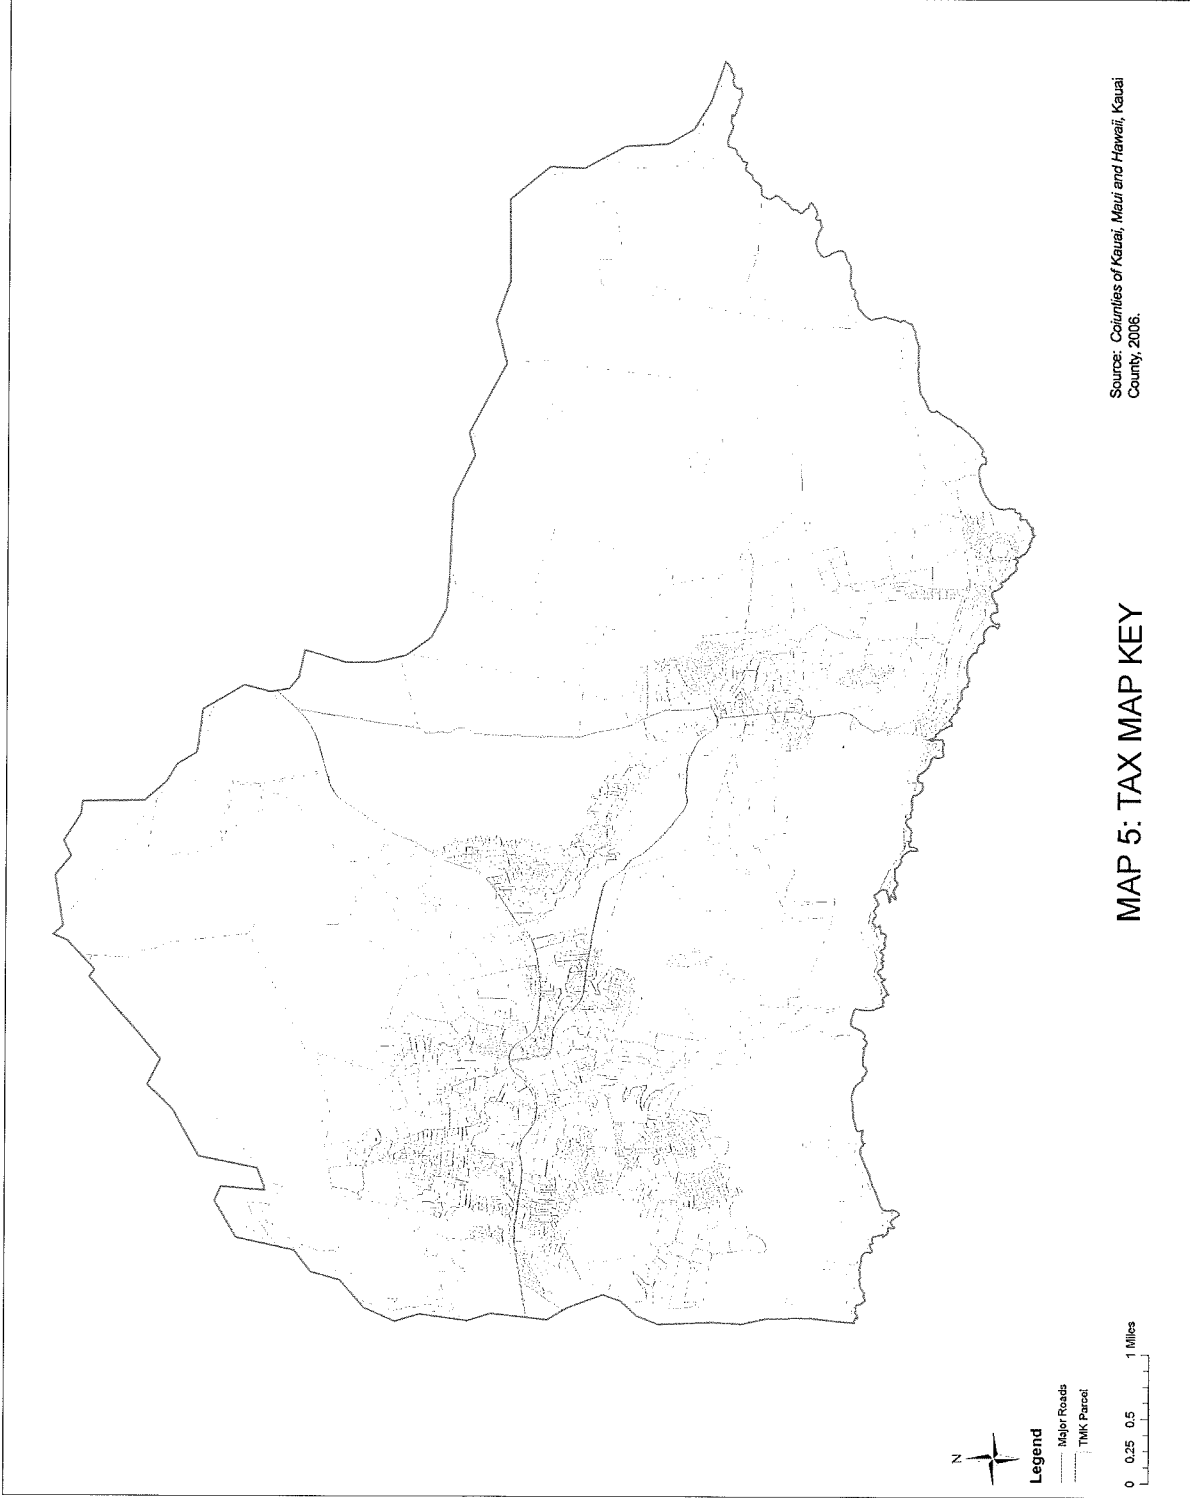 MAP 5: TAX MAP KEY
Source: Coiunties of Kauai, Maui and Hawaii, Kauai
County, 2006.
N
Legend
Major Roads
TMK Parcel
0 0.25 0.5 1 Miles